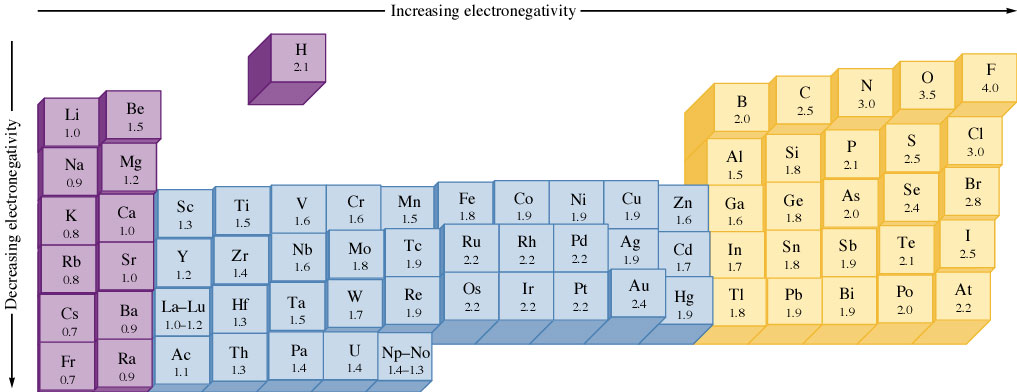 Increasing electronegativity
Decreasing electronegativity
H
2.1
Li
1.0
Be
1.5
B
2.0
C
2.5
N
3.0
O
3.5
F
4.0
Na
0.9
Mg
1.2
Al
1.5
Si
1.8
P
2.1
S
2.5
Cl
3.0
K
0.8
Ca
1.0
Sc
1.3
Ti
1.5
V
1.6
Cr
1.6
Mn
1.5
Fe
1.8
Co
1.9
Ni
1.9
Cu
1.9
Zn
1.6
Ga
1.6
Ge
1.8
As
2.0
Se
2.4
Br
2.8
Rb
0.8
Sr
1.0
Y
1.2
Zr
1.4
Nb
1.6
Mo
1.8
Tc
1.9
Ru
2.2
Rh
2.2
Pd
2.2
Ag
1.9
Cd
1.7
In
1.7
Sn
1.8
Sb
1.9
Te
2.1
I
2.5
Cs
0.7
Ba
0.9
La–Lu
1.0–1.2
Hf
1.3
Ta
1.5
W
1.7
Re
1.9
Os
2.2
Ir
2.2
Pt
2.2
Au
2.4
Hg
1.9
Tl
1.8
Pb
1.9
Bi
1.9
Po
2.0
At
2.2
Fr
0.7
Ra
0.9
Ac
1.1
Th
1.3
Pa
1.4
U
1.4
Np–No
1.4–1.3